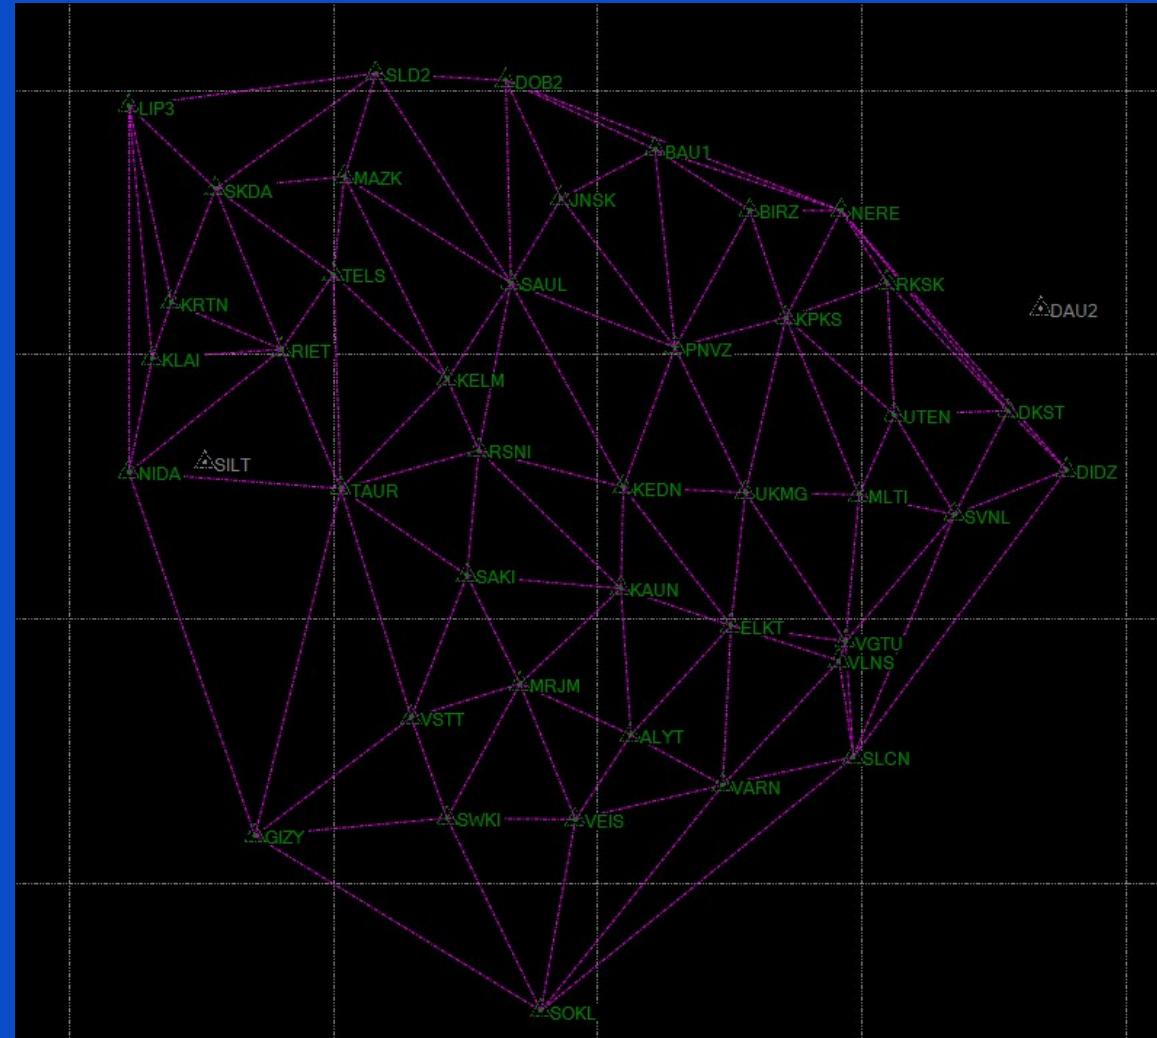 SLD2
DOB2
LIP3
BAU1
MAZK
SKDA
JNSK
BIRZ
NERE
TELS
SAUL
RKSK
KRTN
DAU2
KPKS
RIET
PNVZ
KLAI
KELM
DKST
UTEN
RSNI
SILT
DIDZ
NIDA
TAUR
KEDN
UKMG
MLTI
SVNL
SAKI
KAUN
ELKT
VGTU
VLNS
MRJM
VSTT
ALYT
SLCN
VARN
SWKI
VEIS
GIZY
SOKL